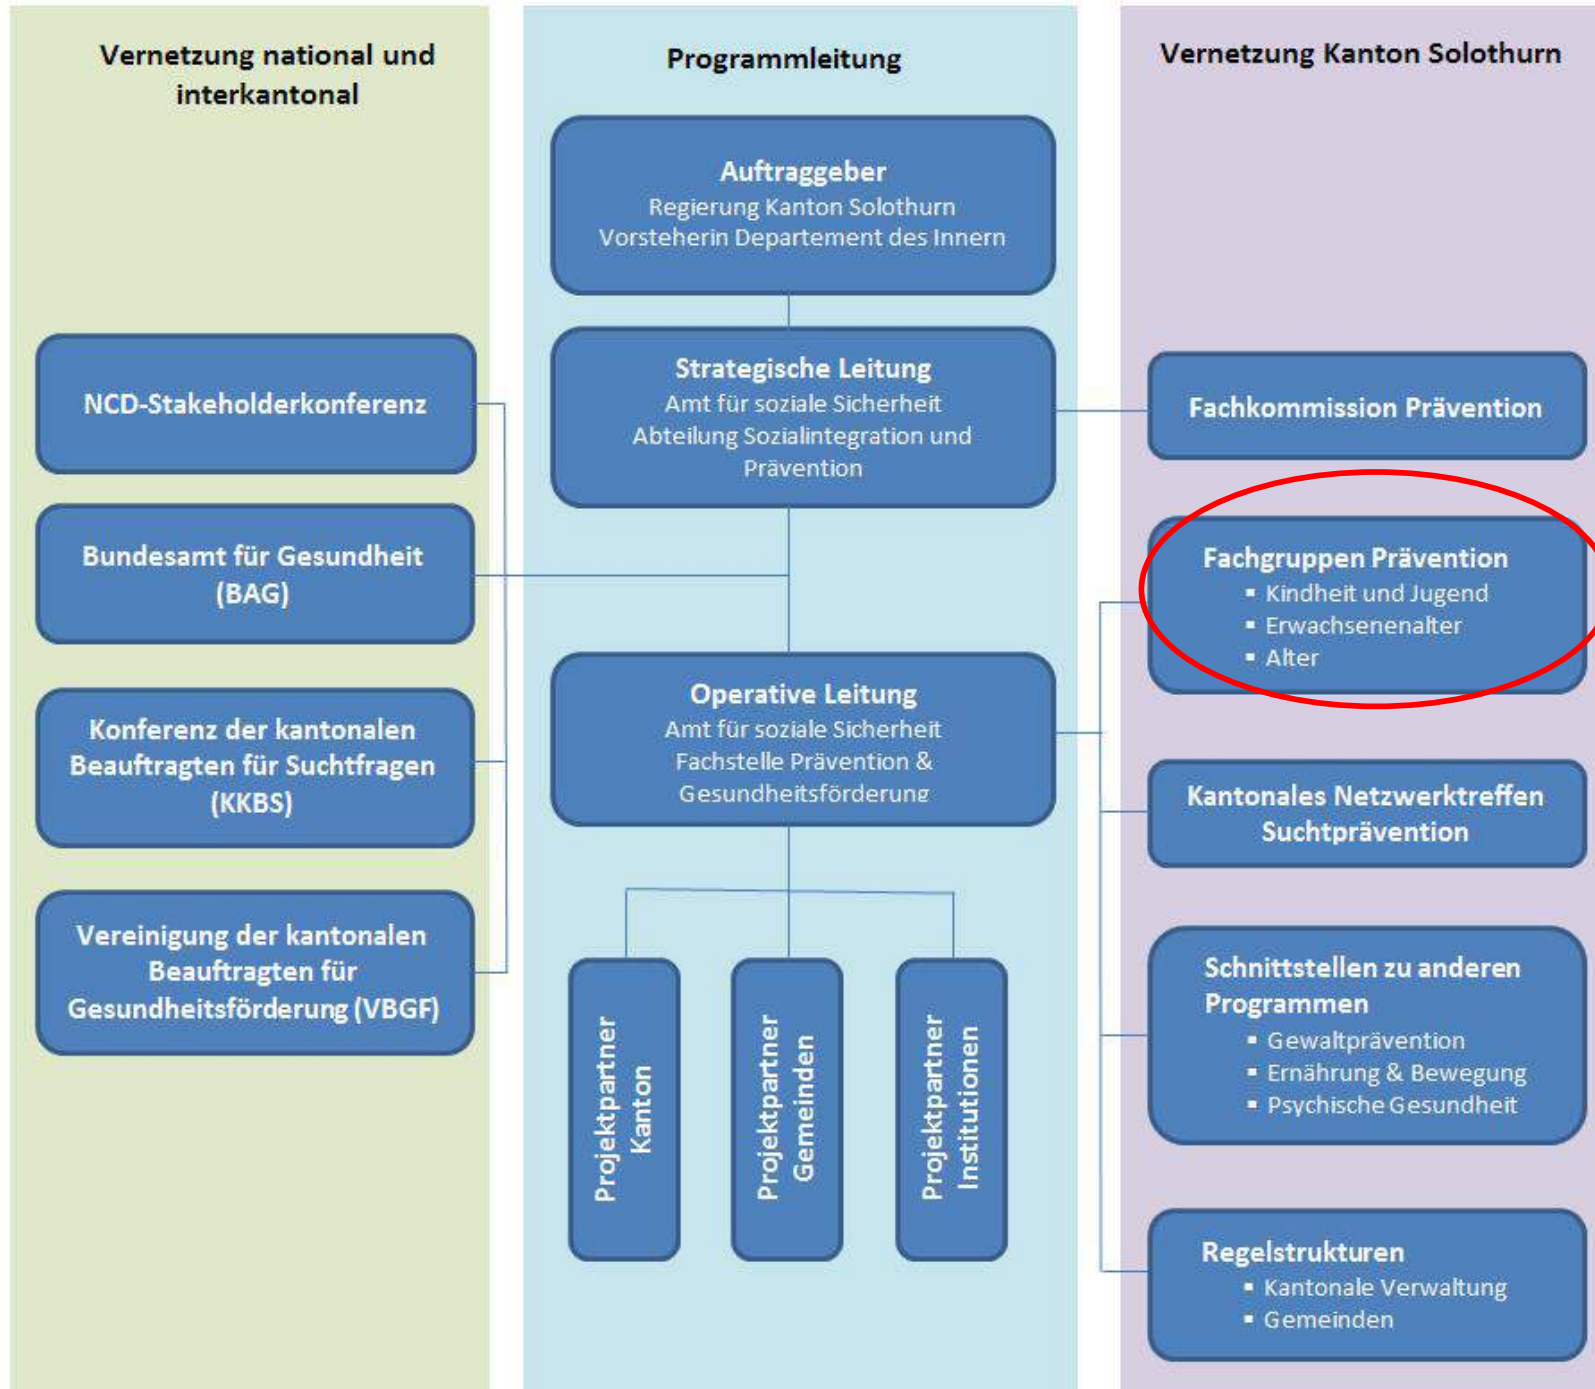 Vernetzung national und
interkantonal
NCD-Stakeholderkonferenz
Bundesamt für Gesundheit
(BAG)
Konferenz der kantonalen
Beauftragten für Suchtfragen
(KKBS)
Vereinigung der kantonalen
Beauftragten für
Gesundheitsförderung (VBGF)
Programmleitung
Auftraggeber
Regierung Kanton Solothurn
Vorsteherin Departement des Innern
Strategische Leitung
Amt für soziale Sicherheit
Abteilung Sozialintegration und
Prävention
Operative Leitung
Amt für soziale Sicherheit
Fachstelle Prävention &
Gesundheitsförderung
Projektpartner
Kanton
Projektpartner
Gemeinden
Projektpartner
Institutionen
Vernetzung Kanton Solothurn
Fachkommission Prävention
Fachgruppen Prävention
▪ Kindheit und Jugend
▪ Erwachsenenalter
▪ Alter
Kantonales Netzwerktreffen
Suchtprävention
Schnittstellen zu anderen
Programmen
▪ Gewaltprävention
▪ Ernährung & Bewegung
▪ Psychische Gesundheit
Regelstrukturen
▪ Kantonale Verwaltung
▪ Gemeinden